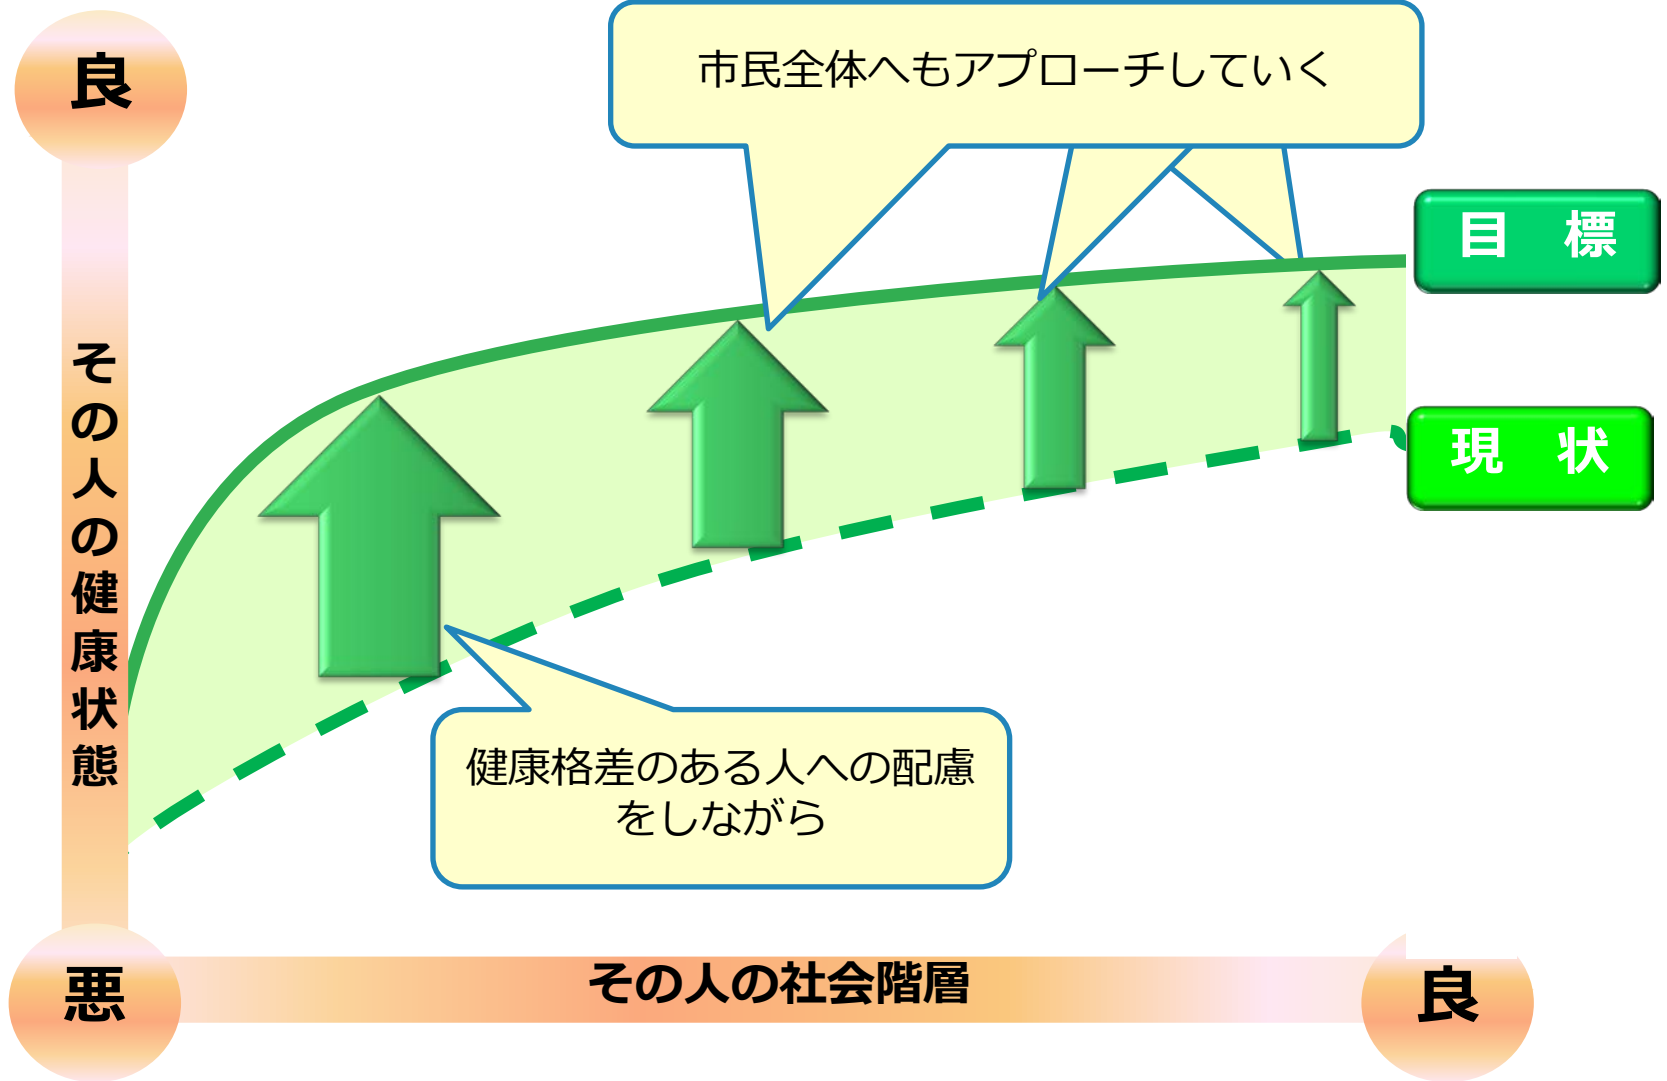 良
市民全体へもアプローチしていく
目　標
現　状
その人の健康状態
健康格差のある人への配慮
をしながら
悪
その人の社会階層
良